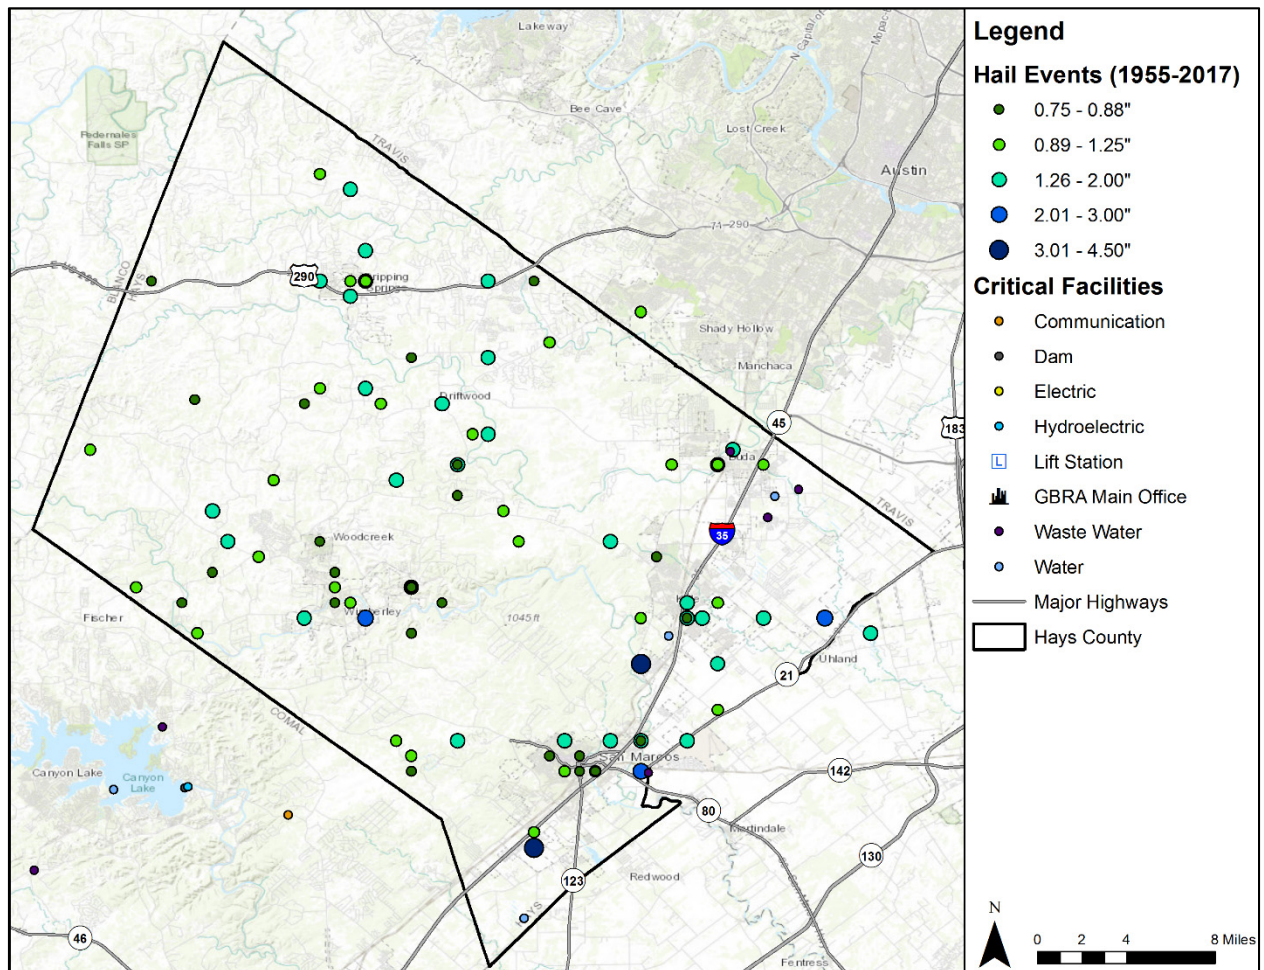 Lakeway
Bee Cave
Lost Creek
Austin
Pedernales
Falls SP
TRAVIS
71-290
BLANCO
HAYS
290
Dripping
Springs
Shady Hollow
Manchaca
45
183
Driftwood
Buda
TRAVIS
35
Woodcreek
Fischer
Wimberley
1045 ft
Kyle
Uhland
21
COMAL
San Marcos
142
Canyon Lake
Canyon
Lake
80
Martindale
130
Redwood
123
HAYS
46
Fentress
Legend
Hail Events (1955-2017)
0.75 - 0.88"
0.89 - 1.25"
1.26 - 2.00"
2.01 - 3.00"
3.01 - 4.50"
Critical Facilities
Communication
Dam
Electric
Hydroelectric
L Lift Station
GBRA Main Office
Waste Water
Water
Major Highways
Hays County
N
0 2 4 8 Miles